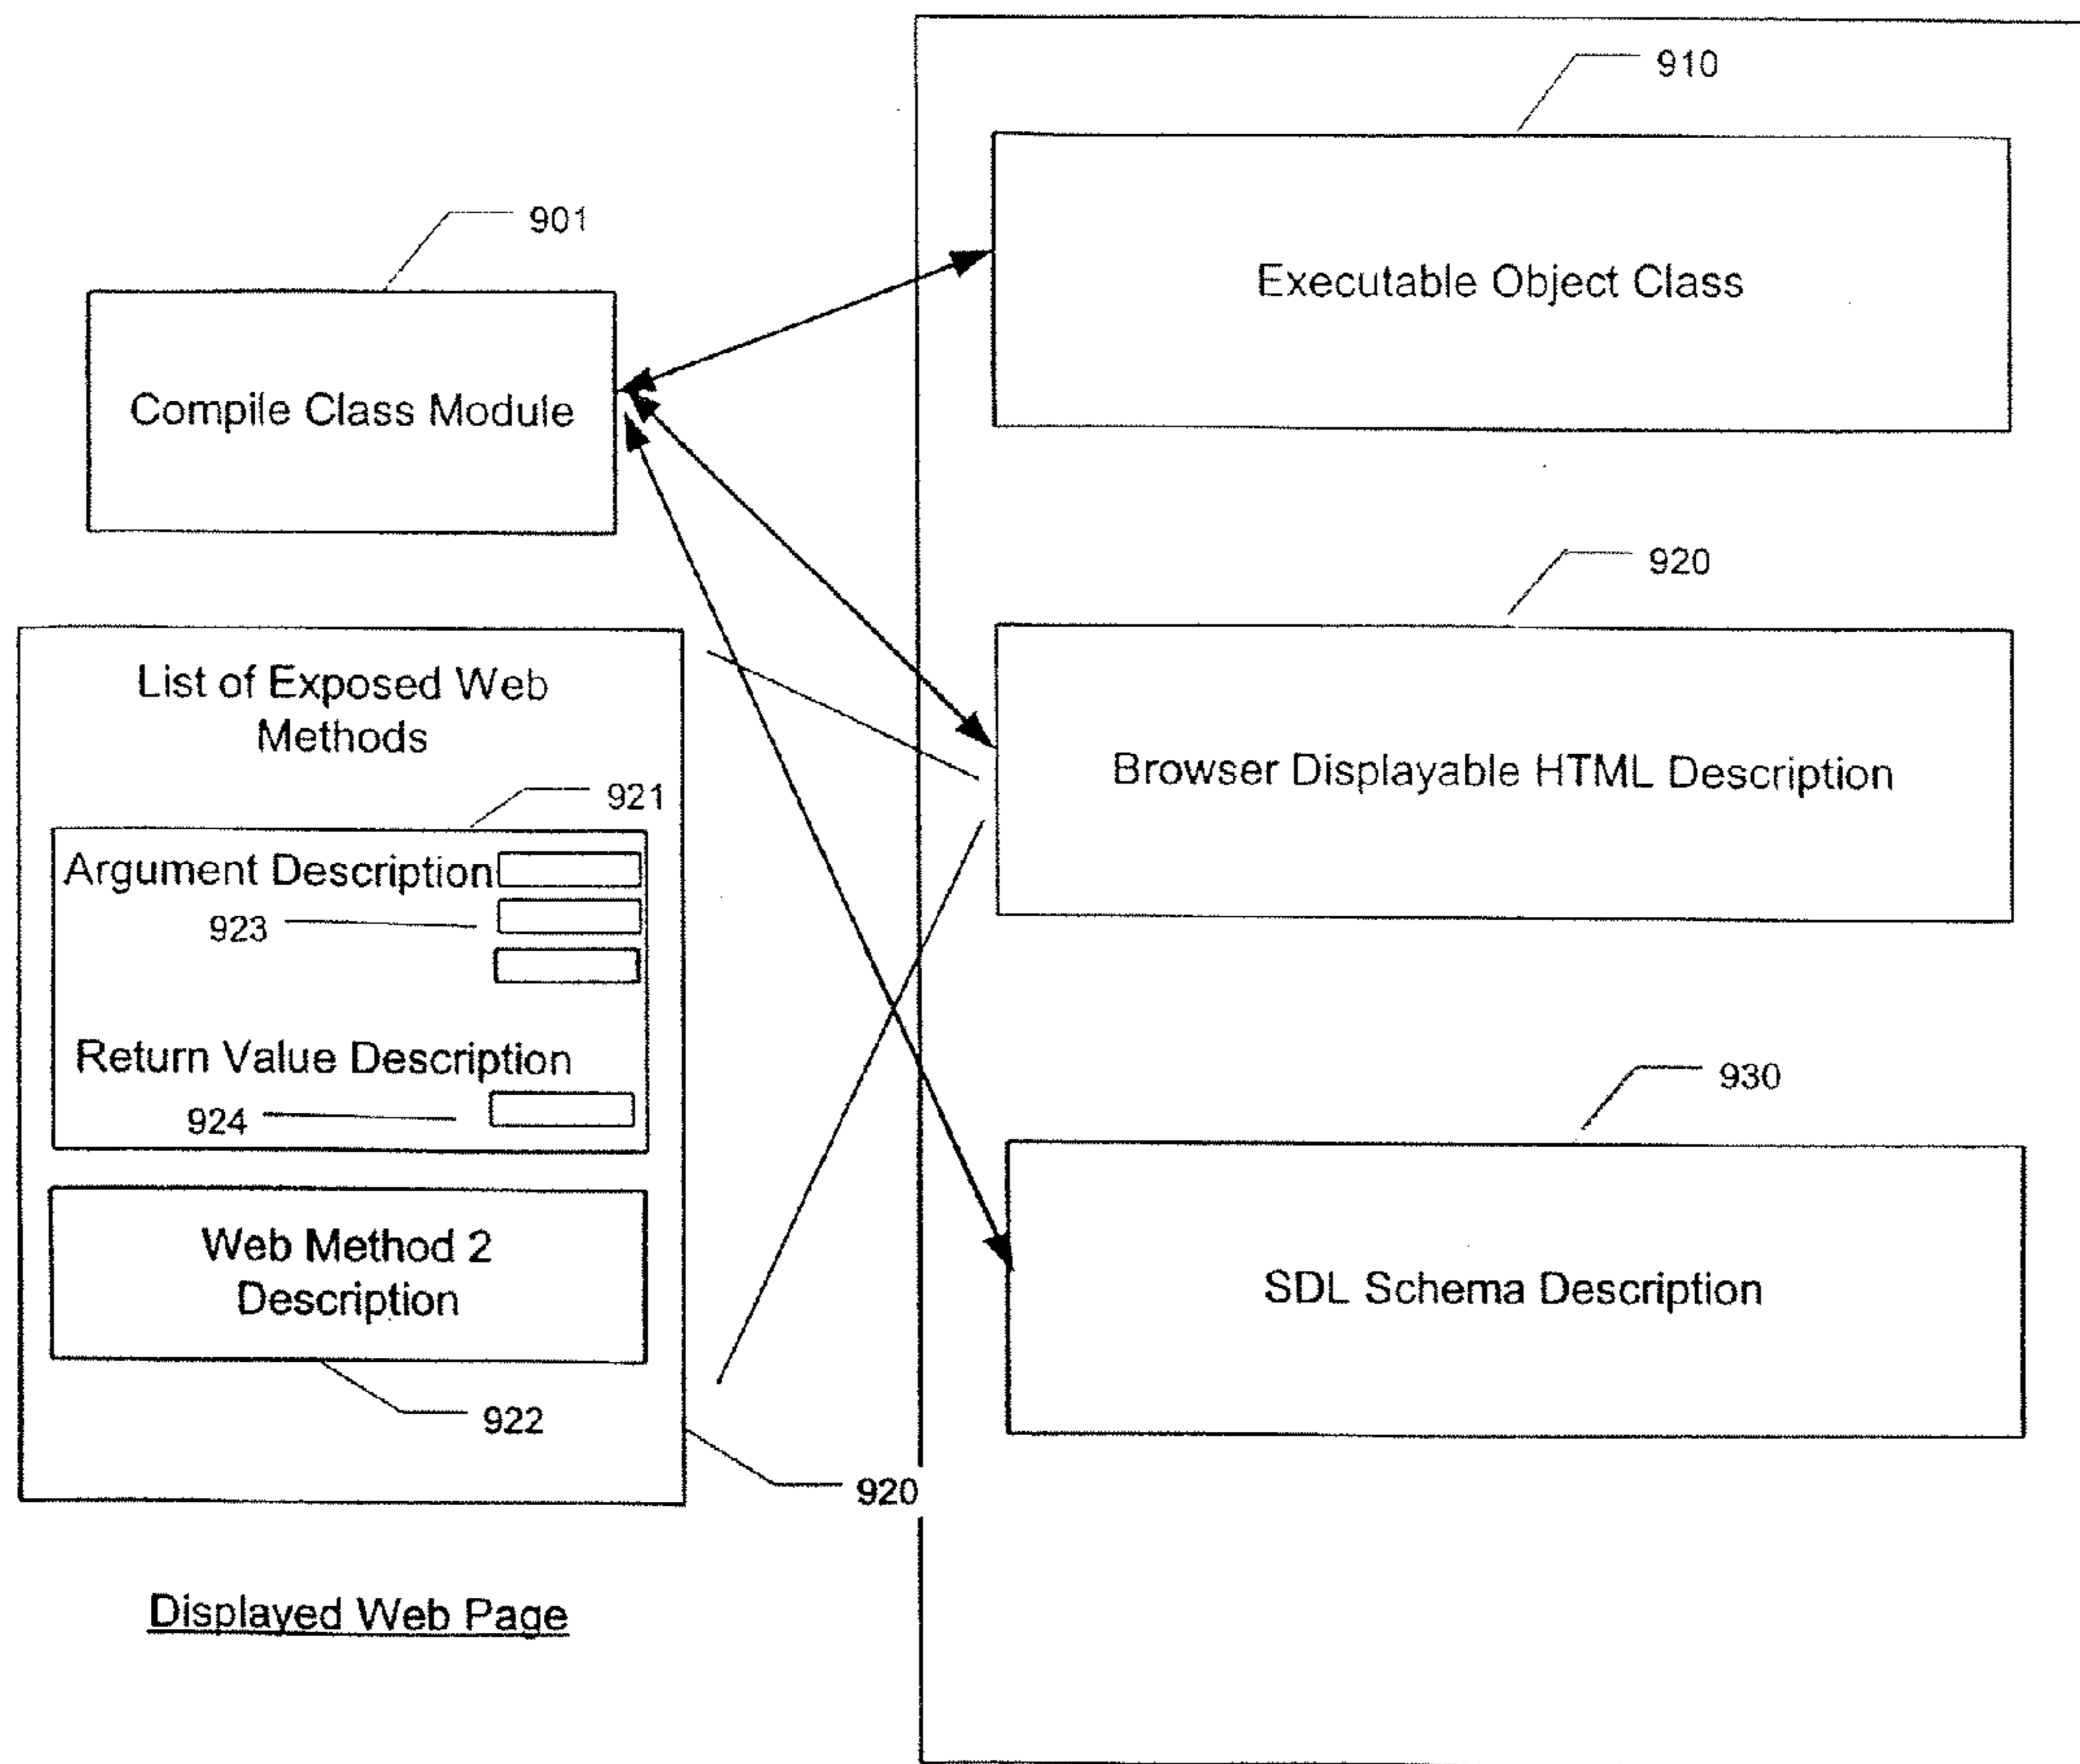 910
Executable Object Class
901
Compile Class Module
920
Browser Displayable HTML Description
List of Exposed Web
Methods
921
Argument Description
923
Return Value Description
924
Web Method 2
Description
922
920
930
SDL Schema Description
Displayed Web Page